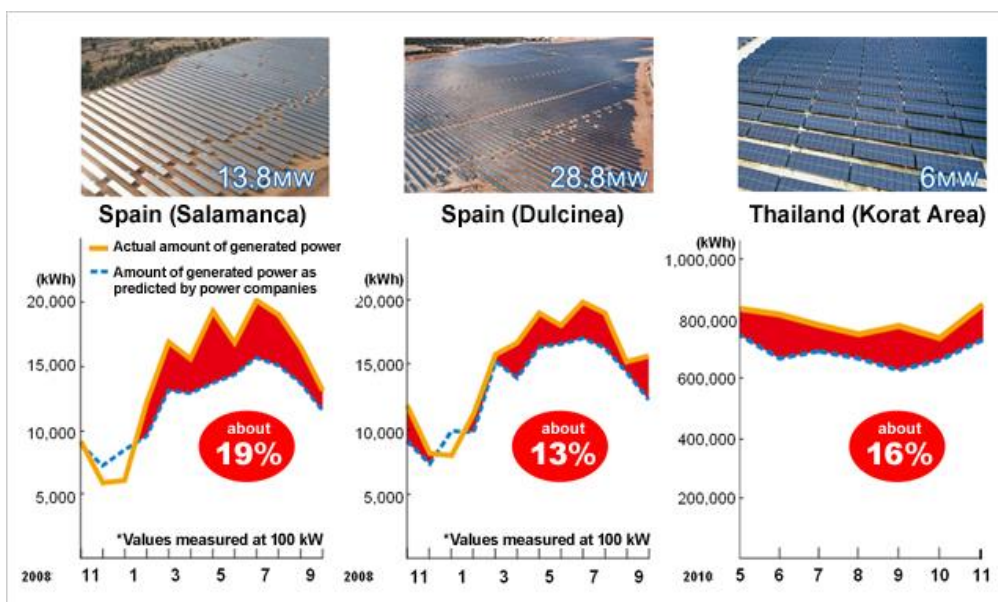 13.8MW
Spain (Salamanca)
Actual amount of generated power
Amount of generated power as
predicted by power companies
(kWh)
20,000
15,000
10,000
5,000
about
19%
*Values measured at 100 kW
2008 11 1 3 5 7 9
28.8MW
Spain (Dulcinea)
(kWh)
20,000
15,000
10,000
5,000
about
13%
*Values measured at 100 kW
2008 11 1 3 5 7 9
6MW
Thailand (Korat Area)
(kWh)
1,000,000
800,000
600,000
400,000
200,000
about
16%
2010 5 6 7 8 9 10 11